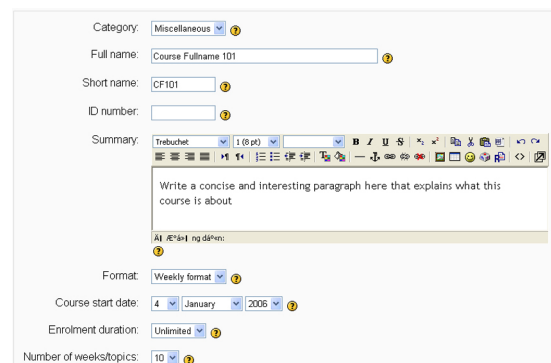 Category: Miscellaneous
Full name: Course Fullname 101
Short name: CF101
ID number:
Summary: Trebuchet 1 (8 pt) B I U S x₂ x²
Write a concise and interesting paragraph here that explains what this
course is about
Format: Weekly format
Course start date: 4 January 2006
Enrolment duration: Unlimited
Number of weeks/topics: 10